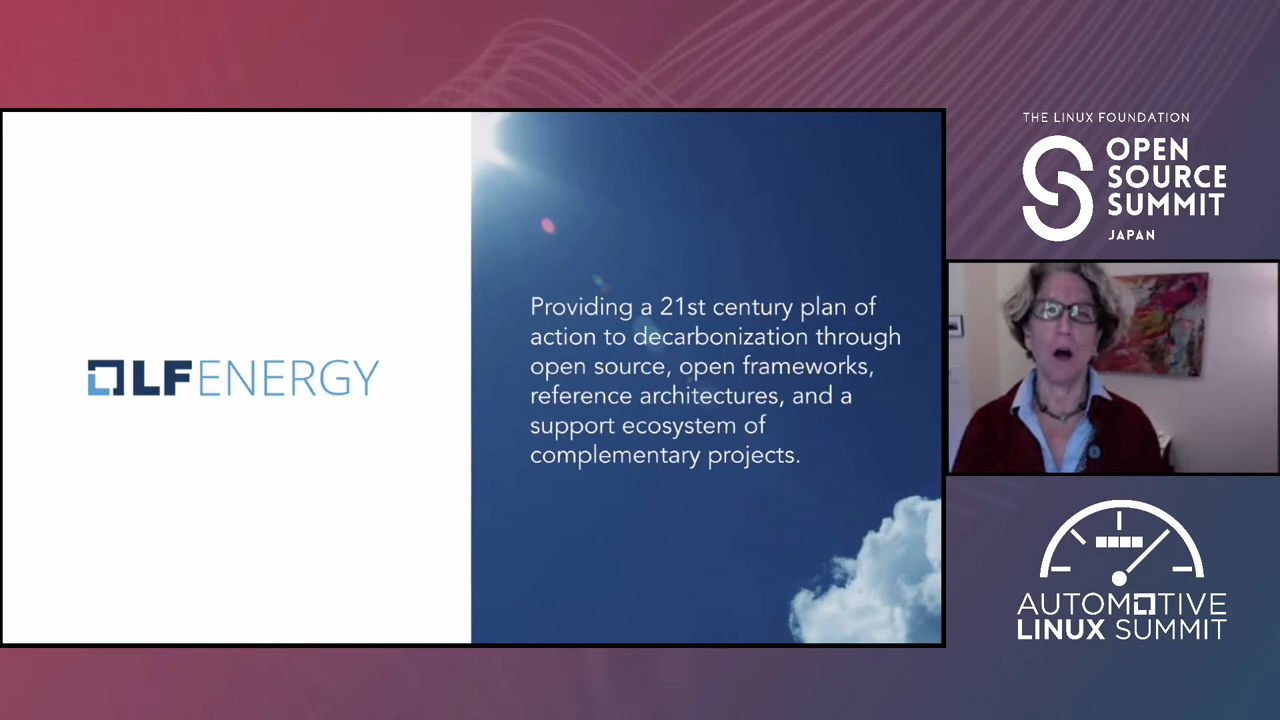 LFENERGY
Providing a 21st century plan of
action to decarbonization through
open source, open frameworks,
reference architectures, and a
support ecosystem of
complementary projects.
THE LINUX FOUNDATION
OPEN
SOURCE
SUMMIT
JAPAN
AUTOMOTIVE
LINUX SUMMIT